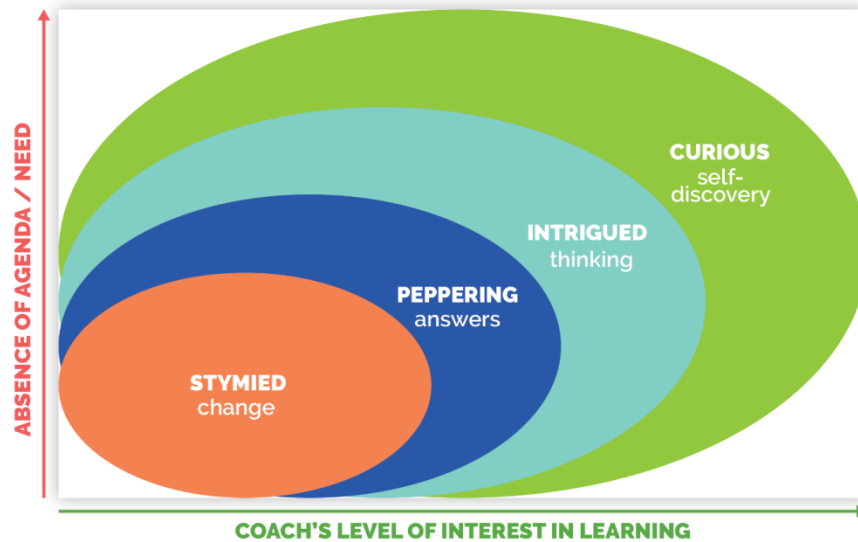 ABSENCE OF AGENDA / NEED
CURIOUS
self-
discovery
INTRIGUED
thinking
PEPPERING
answers
STYMIED
change
COACH'S LEVEL OF INTEREST IN LEARNING